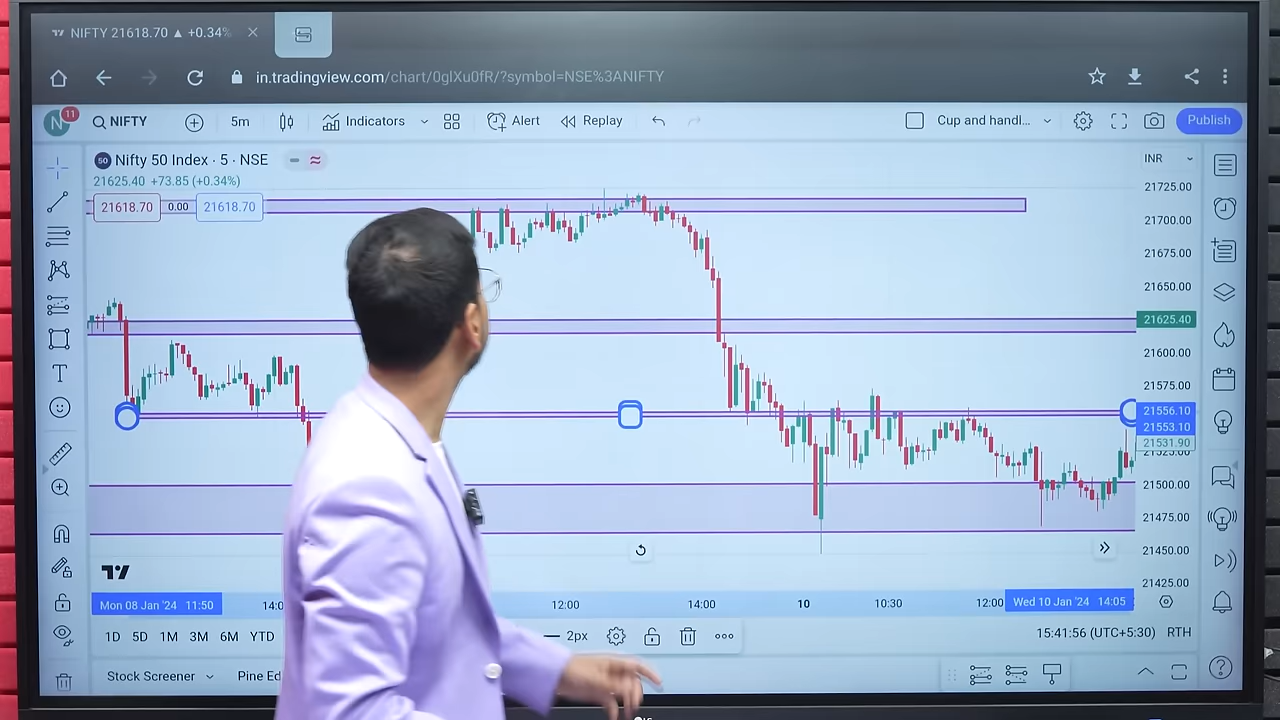 NIFTY 21618.70 ▲ +0.34%
in.tradingview.com/chart/0glXu0fR/?symbol=NSE%3ANIFTY
N 11 NIFTY 5m Indicators Alert Replay Cup and handl... Publish
50 Nifty 50 Index · 5 · NSE
INR
21625.40 +73.85 (+0.34%)
21618.70 0.00 21618.70
21725.00
21700.00
21675.00
21650.00
21625.40
21600.00
21575.00
21556.10
21553.10
21531.90
21525.00
21500.00
21475.00
21450.00
21425.00
Mon 08 Jan '24 11:50 14:0 12:00 14:00 10 10:30 12:00 Wed 10 Jan '24 14:05
1D 5D 1M 3M 6M YTD 2px 15:41:56 (UTC+5:30) RTH
Stock Screener Pine Ed